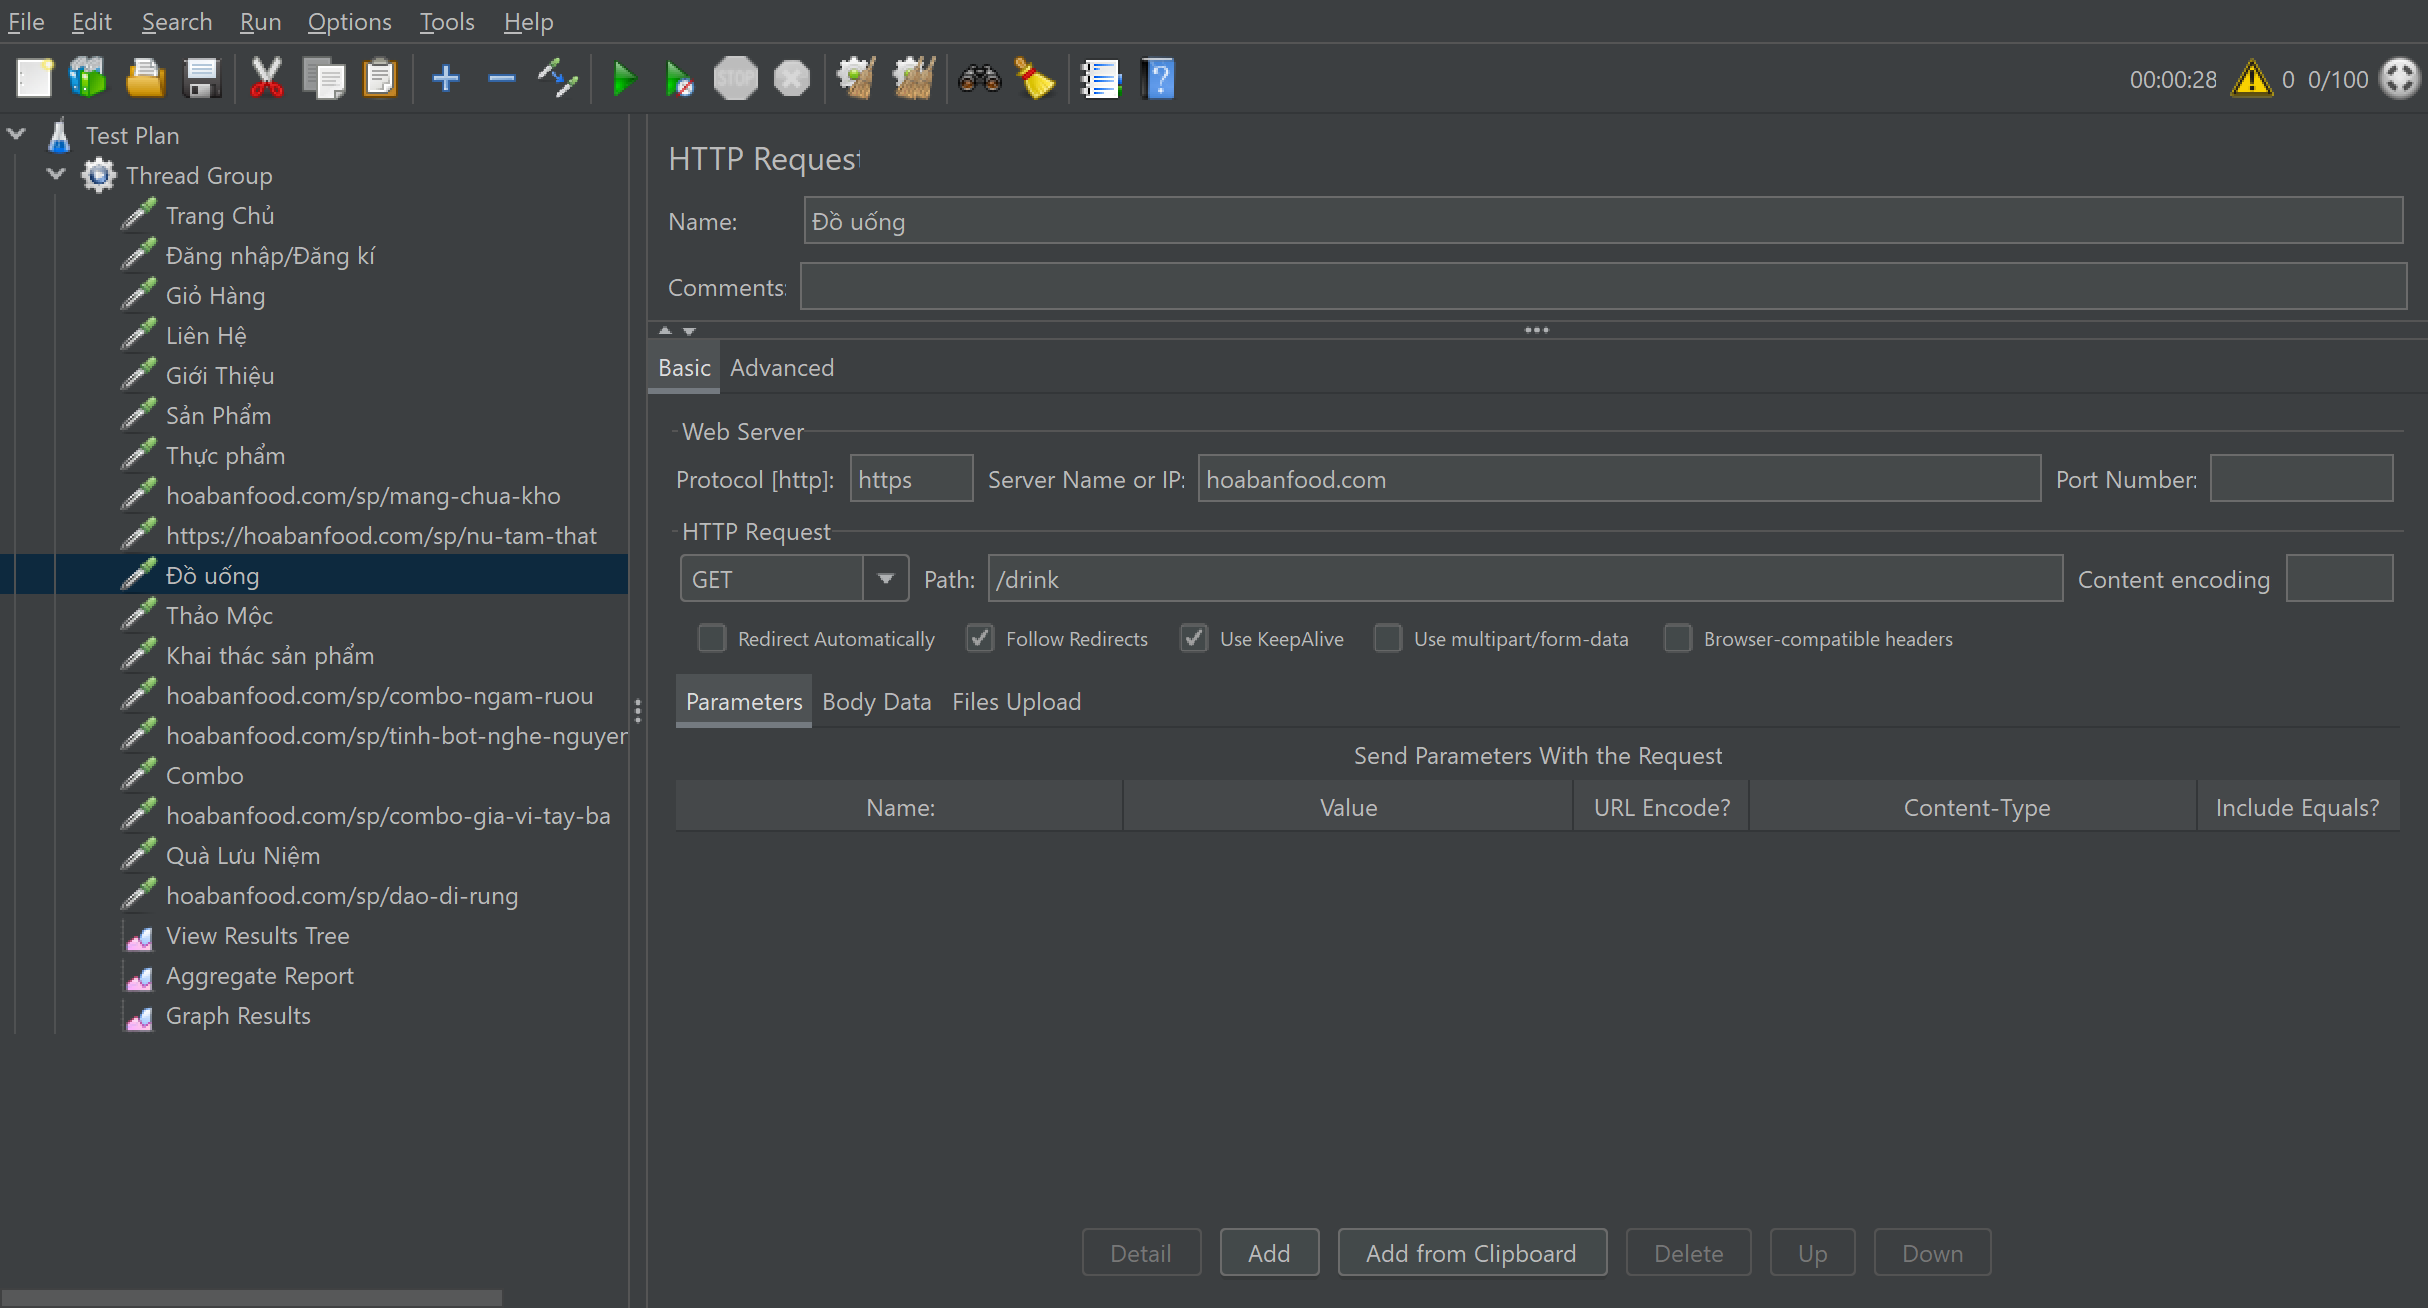 File Edit Search Run Options Tools Help
STOP
00:00:28 0 0/100
Test Plan
Thread Group
Trang Chủ
Đăng nhập/Đăng kí
Giỏ Hàng
Liên Hệ
Giới Thiệu
Sản Phẩm
Thực phẩm
hoabanfood.com/sp/mang-chua-kho
https://hoabanfood.com/sp/nu-tam-that
Đồ uống
Thảo Mộc
Khai thác sản phẩm
hoabanfood.com/sp/combo-ngam-ruou
hoabanfood.com/sp/tinh-bot-nghe-nguyen
Combo
hoabanfood.com/sp/combo-gia-vi-tay-ba
Quà Lưu Niệm
hoabanfood.com/sp/dao-di-rung
View Results Tree
Aggregate Report
Graph Results
HTTP Request
Name: Đồ uống
Comments:
Basic Advanced
Web Server
Protocol [http]: https Server Name or IP: hoabanfood.com Port Number:
HTTP Request
GET Path: /drink Content encoding
Redirect Automatically Follow Redirects Use KeepAlive Use multipart/form-data Browser-compatible headers
Parameters Body Data Files Upload
Send Parameters With the Request
Name: Value URL Encode? Content-Type Include Equals?
Detail Add Add from Clipboard Delete Up Down